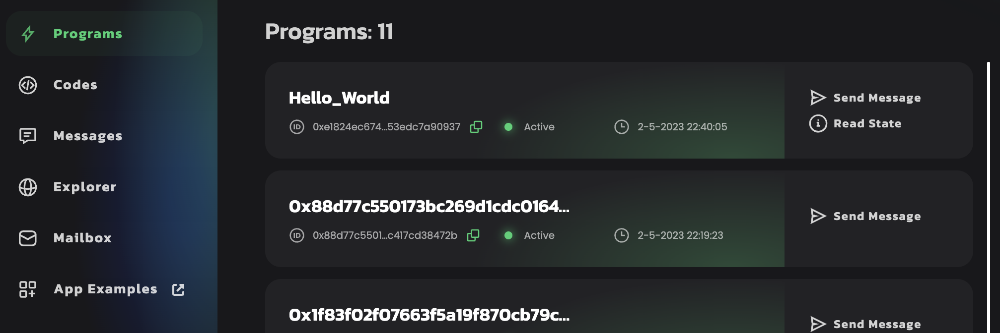 Programs
Codes
Messages
Explorer
Mailbox
App Examples
Programs: 11
Hello_World
ID 0xe1824ec674...53edc7a90937 Active 2-5-2023 22:40:05
Send Message
Read State
0x88d77c550173bc269d1cdc0164...
ID 0x88d77c5501...c417cd38472b Active 2-5-2023 22:19:23
Send Message
0x1f83f02f07663f5a19f870cb79c...
Send Message